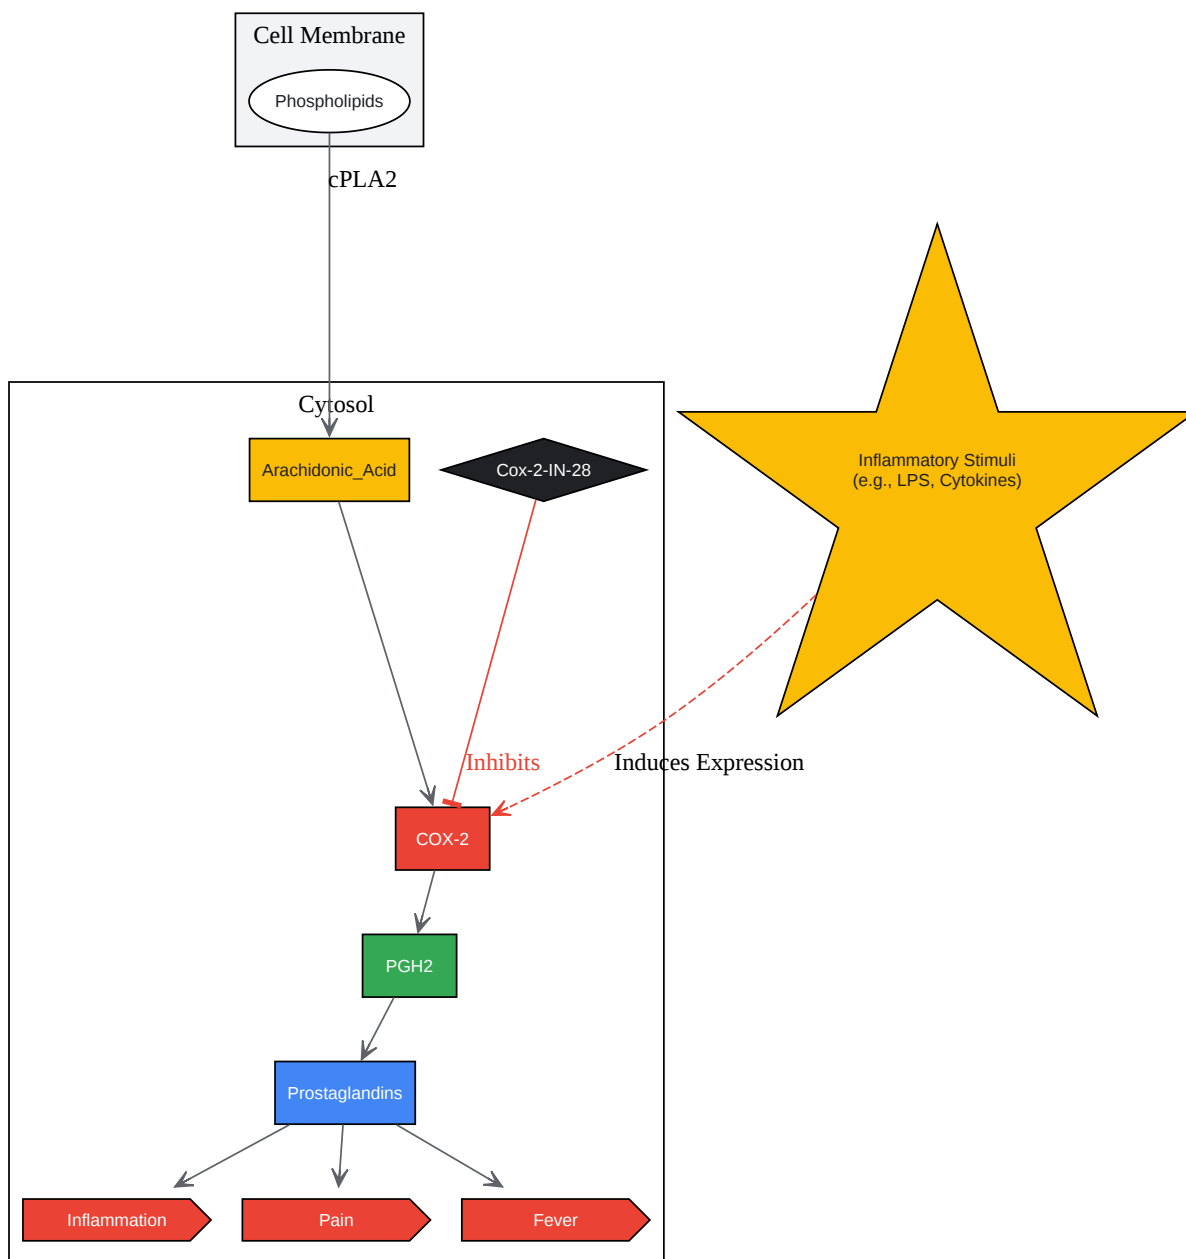 Cell Membrane
Phospholipids
cPLA2
Cytosol
Arachidonic_Acid
Cox-2-IN-28
Inflammatory Stimuli
(e.g., LPS, Cytokines)
Inhibits
Induces Expression
COX-2
PGH2
Prostaglandins
Inflammation
Pain
Fever